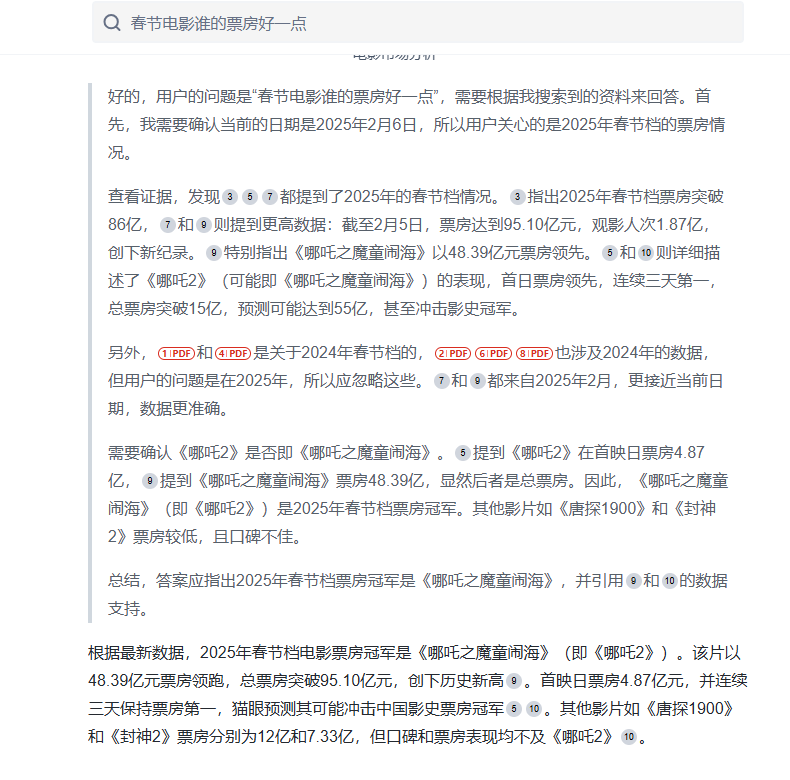 春节电影谁的票房好一点
电影市场分析
好的，用户的问题是“春节电影谁的票房好一点”，需要根据我搜索到的资料来回答。首
先，我需要确认当前的日期是2025年2月6日，所以用户关心的是2025年春节档的票房情
况。
查看证据，发现 3 5 7 都提到了2025年的春节档情况。 3 指出2025年春节档票房突破
86亿， 7 和 9 则提到更高数据：截至2月5日，票房达到95.10亿元，观影人次1.87亿，
创下新纪录。 9 特别指出《哪吒之魔童闹海》以48.39亿元票房领先。 5 和 10 则详细描
述了《哪吒2》（可能即《哪吒之魔童闹海》）的表现，首日票房领先，连续三天第一，
总票房突破15亿，预测可能达到55亿，甚至冲击影史冠军。
另外， 1 | PDF 和 4 | PDF 是关于2024年春节档的， 2 | PDF 6 | PDF 8 | PDF 也涉及2024年的数据，
但用户的问题是在2025年，所以应忽略这些。 7 和 9 都来自2025年2月，更接近当前日
期，数据更准确。
需要确认《哪吒2》是否即《哪吒之魔童闹海》。 5 提到《哪吒2》在首映日票房4.87
亿， 9 提到《哪吒之魔童闹海》票房48.39亿，显然后者是总票房。因此，《哪吒之魔童
闹海》（即《哪吒2》）是2025年春节档票房冠军。其他影片如《唐探1900》和《封神
2》票房较低，且口碑不佳。
总结，答案应指出2025年春节档票房冠军是《哪吒之魔童闹海》，并引用 9 和 10 的数据
支持。
根据最新数据，2025年春节档电影票房冠军是《哪吒之魔童闹海》（即《哪吒2》）。该片以
48.39亿元票房领跑，总票房突破95.10亿元，创下历史新高 9 。首映日票房4.87亿元，并连续
三天保持票房第一，猫眼预测其可能冲击中国影史票房冠军 5 10 。其他影片如《唐探1900》
和《封神2》票房分别为12亿和7.33亿，但口碑和票房表现均不及《哪吒2》 10 。